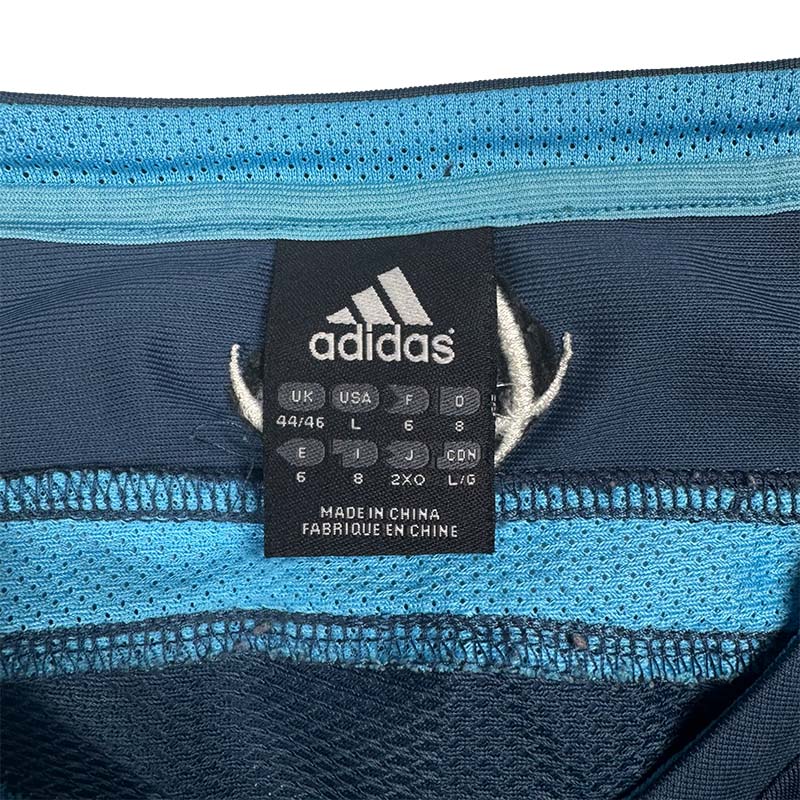 adidas
UK USA F D
44/46 L 6 8
E I J CDN
6 8 2XO L/G
MADE IN CHINA
FABRIQUE EN CHINE